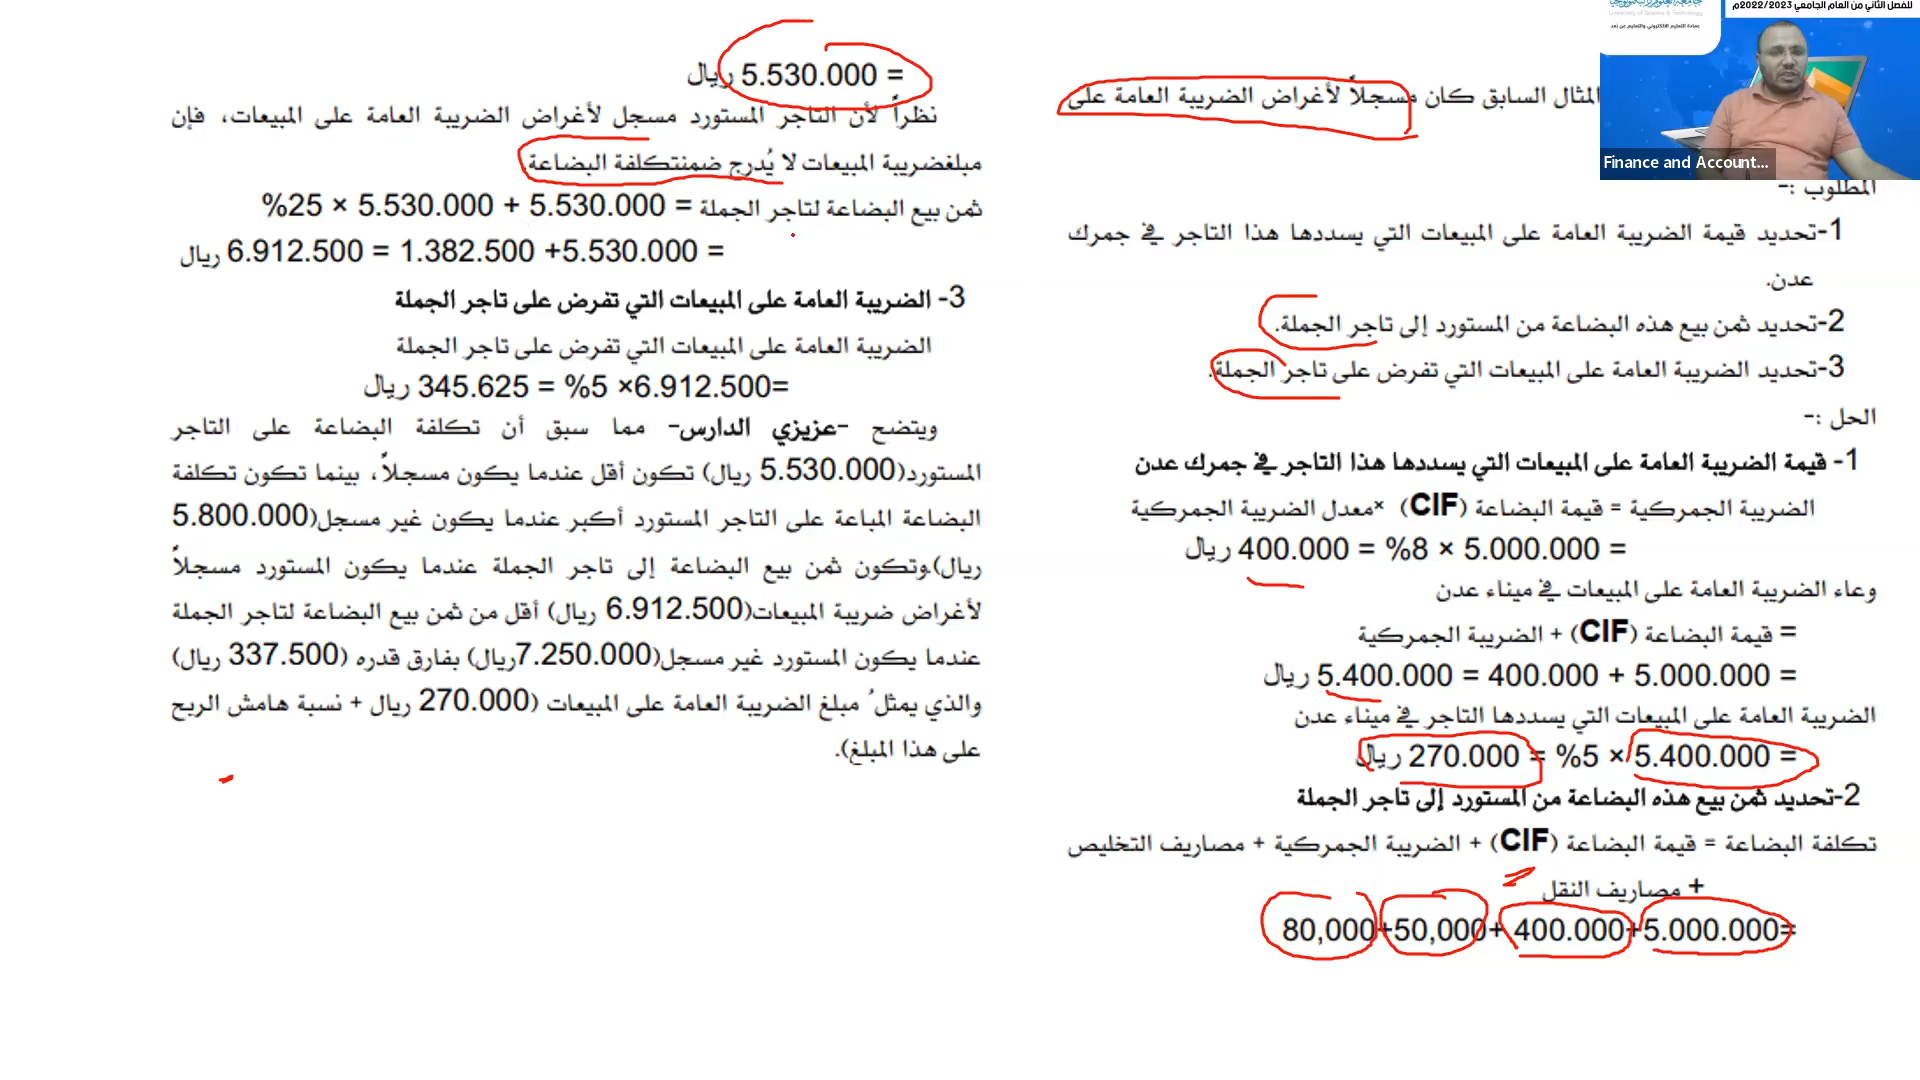 جامعة العلوم والتكنولوجيا
University of Science & Technology
عمادة التعليم الالكتروني والتعليم عن بعد
للفصل الثاني من العام الجامعي 2022/2023م
Finance and Account...
المثال السابق كان مسجلاً لأغراض الضريبة العامة على
المطلوب :-
1-تحديد قيمة الضريبة العامة على المبيعات التي يسددها هذا التاجر في جمرك
عدن.
2-تحديد ثمن بيع هذه البضاعة من المستورد إلى تاجر الجملة.
3-تحديد الضريبة العامة على المبيعات التي تفرض على تاجر الجملة.
الحل :-
1- قيمة الضريبة العامة على المبيعات التي يسددها هذا التاجر في جمرك عدن
الضريبة الجمركية = قيمة البضاعة (CIF) ×معدل الضريبة الجمركية
= 5.000.000 × 8% = 400.000 ريال
وعاء الضريبة العامة على المبيعات في ميناء عدن
= قيمة البضاعة (CIF) + الضريبة الجمركية
= 5.000.000 + 400.000 = 5.400.000 ريال
الضريبة العامة على المبيعات التي يسددها التاجر في ميناء عدن
= 5.400.000 × 5% = 270.000 ريال
2-تحديد ثمن بيع هذه البضاعة من المستورد إلى تاجر الجملة
تكلفة البضاعة = قيمة البضاعة (CIF) + الضريبة الجمركية + مصاريف التخليص
+ مصاريف النقل
=5.000.000+400.000 +50,000+80,000
= 5.530.000 ريال
نظراً لأن التاجر المستورد مسجل لأغراض الضريبة العامة على المبيعات، فإن
مبلغضريبة المبيعات لا يُدرج ضمنتكلفة البضاعة.
ثمن بيع البضاعة لتاجر الجملة = 5.530.000 + 5.530.000 × 25%
= 5.530.000+ 1.382.500 = 6.912.500 ريال
3- الضريبة العامة على المبيعات التي تفرض على تاجر الجملة
الضريبة العامة على المبيعات التي تفرض على تاجر الجملة
=6.912.500× 5% = 345.625 ريال
ويتضح -عزيزي الدارس- مما سبق أن تكلفة البضاعة على التاجر
المستورد(5.530.000 ريال) تكون أقل عندما يكون مسجلاً، بينما تكون تكلفة
البضاعة المباعة على التاجر المستورد أكبر عندما يكون غير مسجل(5.800.000
ريال).وتكون ثمن بيع البضاعة إلى تاجر الجملة عندما يكون المستورد مسجلاً
لأغراض ضريبة المبيعات(6.912.500 ريال) أقل من ثمن بيع البضاعة لتاجر الجملة
عندما يكون المستورد غير مسجل(7.250.000ريال) بفارق قدره (337.500 ريال)
والذي يمثل ُ مبلغ الضريبة العامة على المبيعات (270.000 ريال + نسبة هامش الربح
على هذا المبلغ).